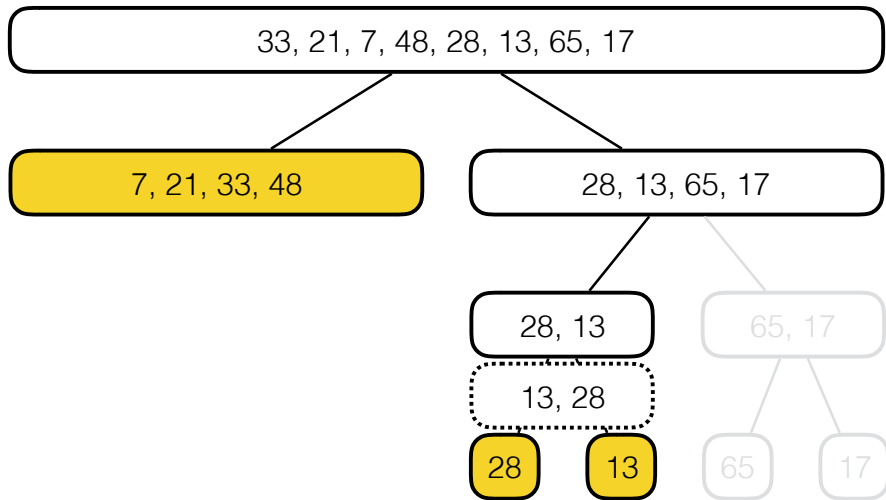 33, 21, 7, 48, 28, 13, 65, 17
7, 21, 33, 48
28, 13, 65, 17
28, 13
65, 17
13, 28
28
13
65
17